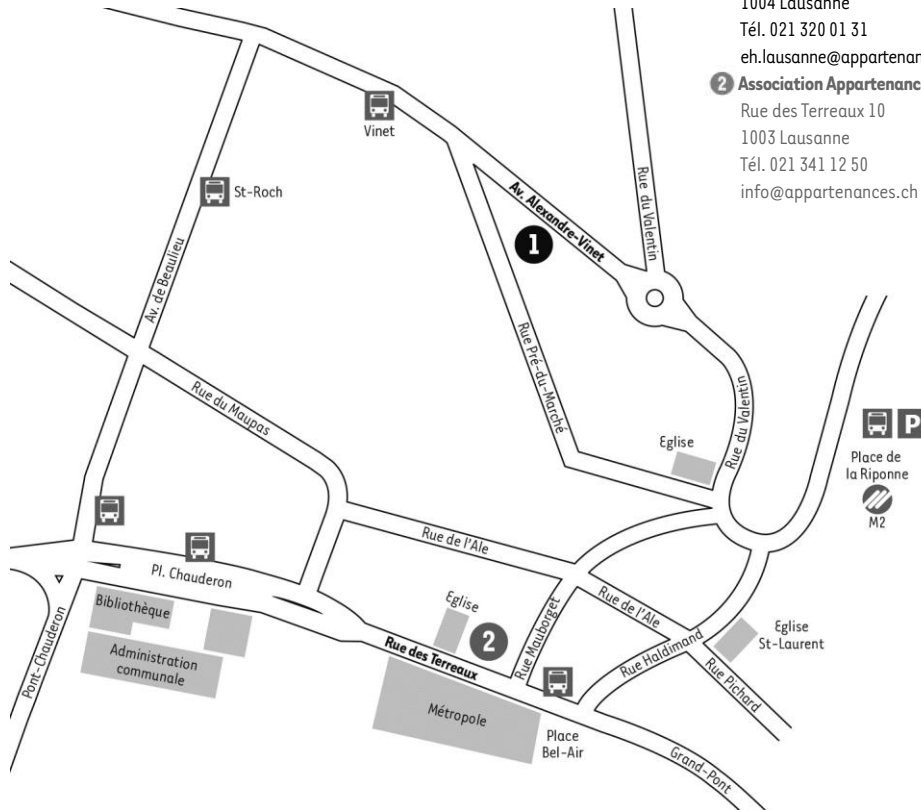 1004 Lausanne
Tél. 021 320 01 31
2 Association
Rue des Terreaux 10
1003 Lausanne
Tél. 021 341 12 50
info@appartenances.ch
Vinet
St-Roch
Rue du Valentin
Av. Alexandre-Vinet
1
Av. de Beaulieu
Rue Pré-du-Marché
Rue du Maupas
Eglise
Rue du Valentin
P
Place de
la Riponne
M2
Rue de l'Ale
Pl. Chauderon
Bibliothèque
Eglise
2
Rue Mauborget
Rue de l'Ale
Eglise
St-Laurent
Rue Haldimand
Rue Pichard
Administration
communale
Rue des Terreaux
Pont-Chauderon
Métropole
Place
Bel-Air
Grand-Pont